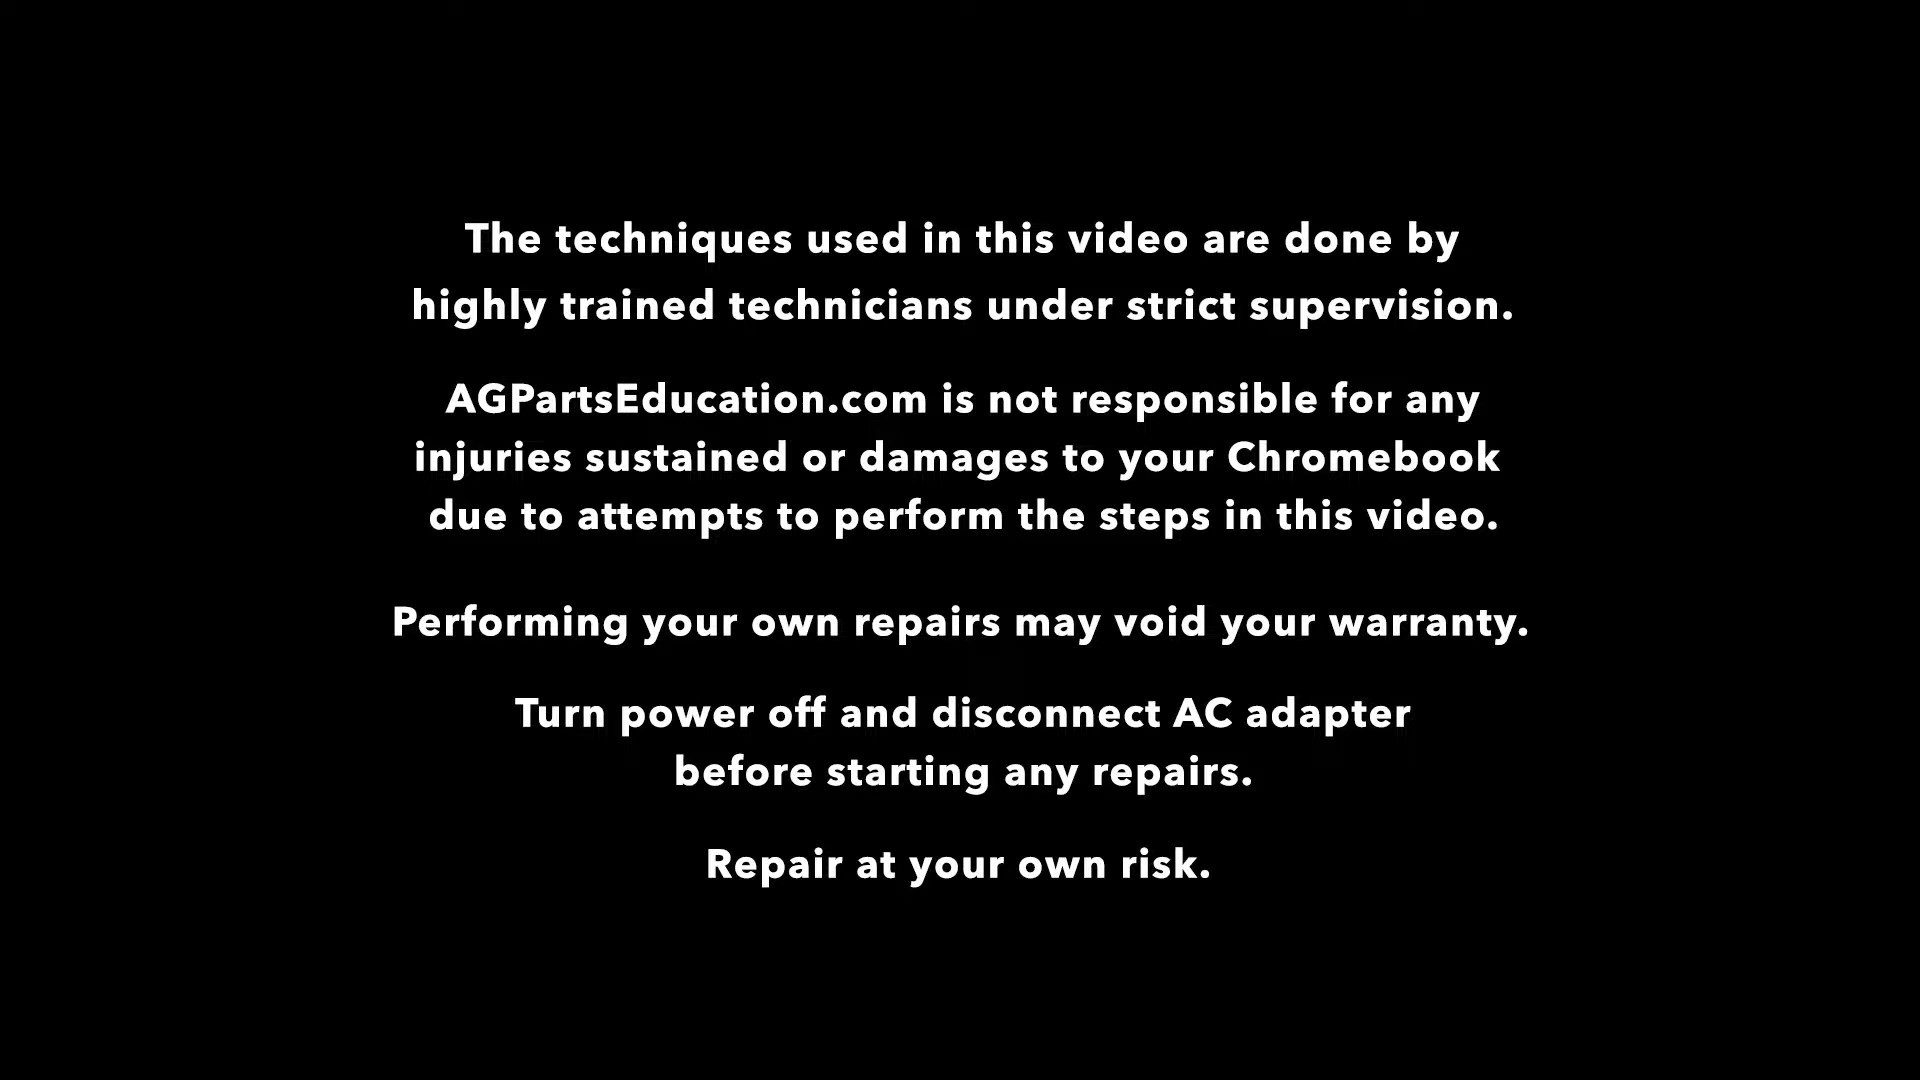 The techniques used in this video are done by
highly trained technicians under strict supervision.
AGPartsEducation.com is not responsible for any
injuries sustained or damages to your Chromebook
due to attempts to perform the steps in this video.
Performing your own repairs may void your warranty.
Turn power off and disconnect AC adapter
before starting any repairs.
Repair at your own risk.